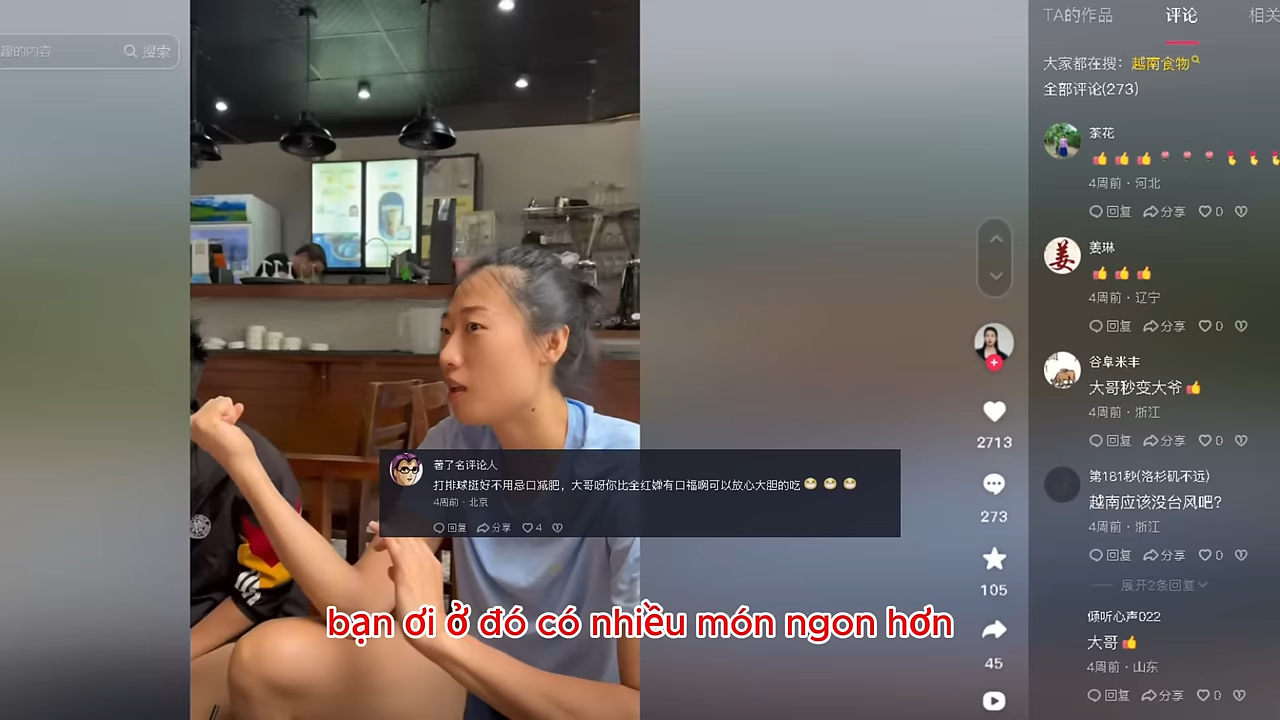 趣的内容
搜索
TA的作品
评论
相关
大家都在搜：越南食物
全部评论(273)
荼花
4周前 · 河北
回复 分享 0
姜
姜琳
4周前 · 辽宁
回复 分享 0
谷阜米丰
大哥秒变大爷
4周前 · 浙江
回复 分享 0
第181秒(洛杉矶不远)
越南应该没台风吧?
4周前 · 浙江
回复 分享 0
展开2条回复
倾听心声022
大哥
4周前 · 山东
回复 分享 0
2713
273
105
45
著了名评论人
打排球挺好不用忌口减肥，大哥呀你比全红婵有口福啊可以放心大胆的吃
4周前 · 北京
回复 分享 4
bạn ơi ở đó có nhiều món ngon hơn